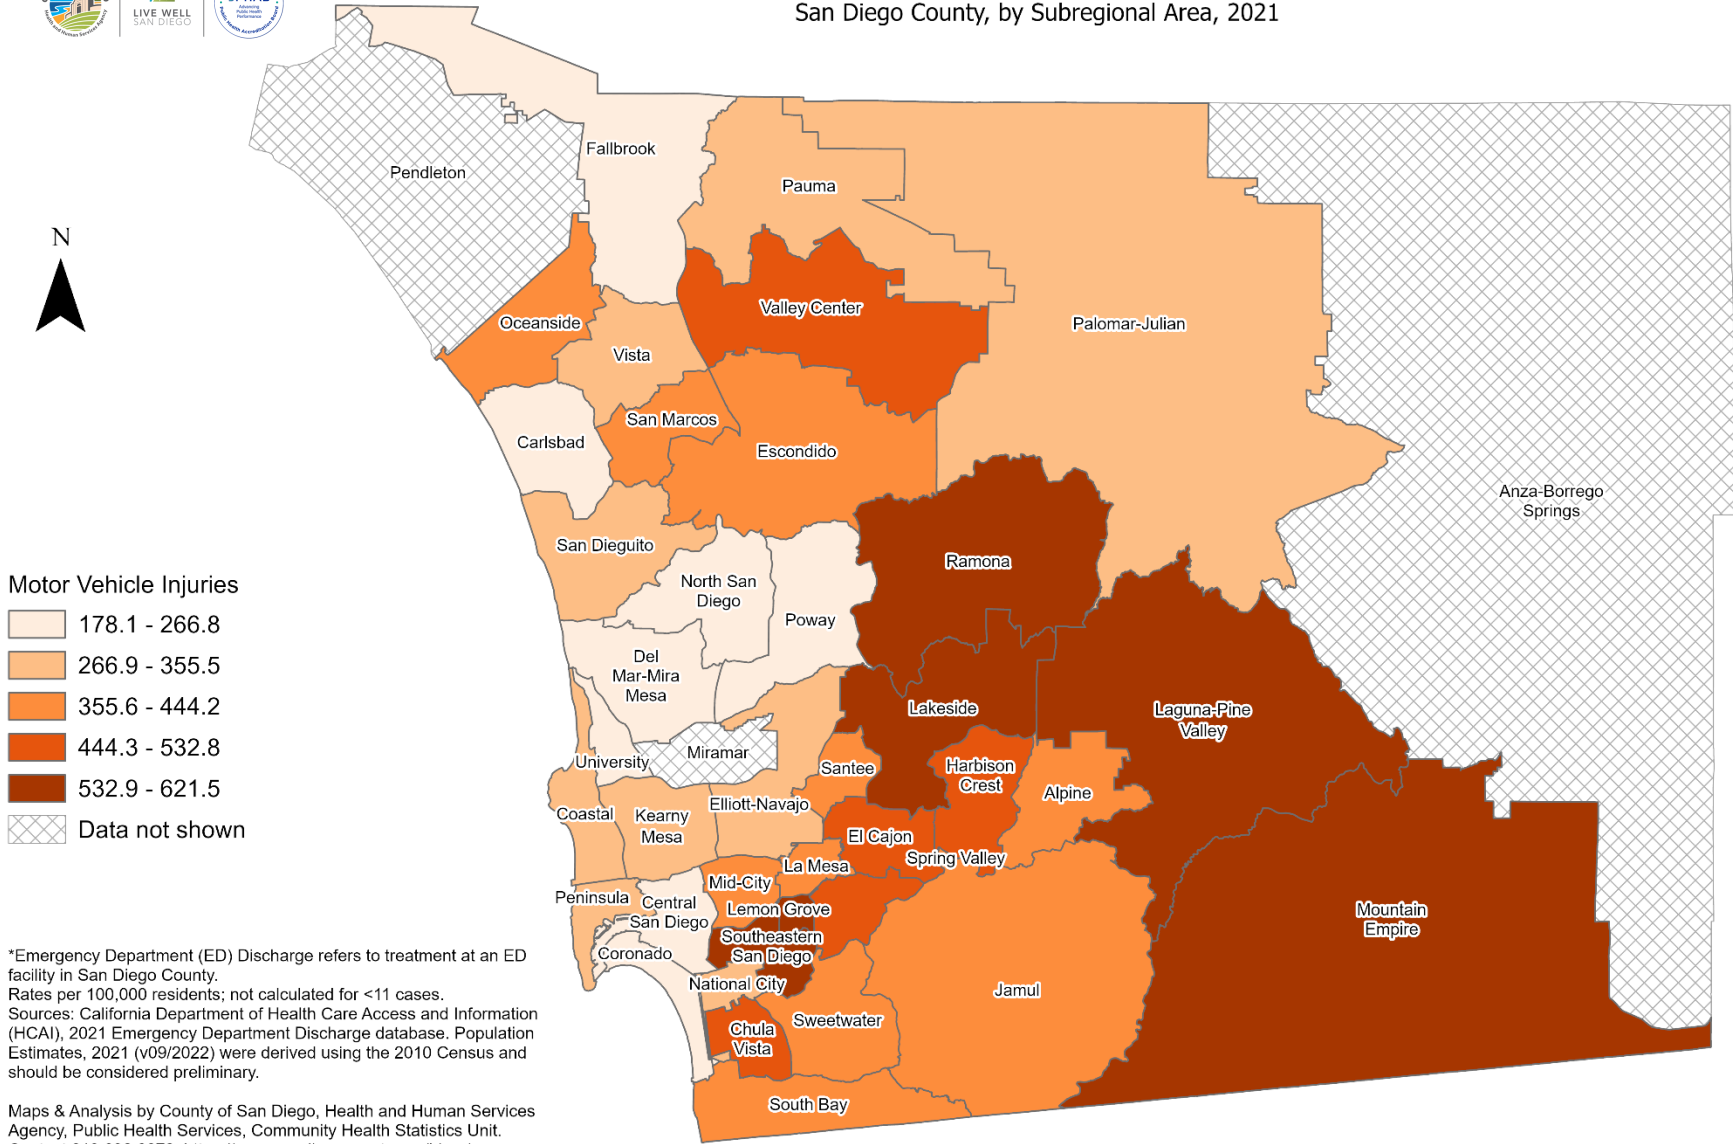 LIVE WELL
SAN DIEGO
Advancing
Public Health
Performance
San Diego County, by Subregional Area, 2021
Fallbrook
Pendleton
Pauma
N
Valley Center
Oceanside
Palomar-Julian
Vista
San Marcos
Carlsbad
Escondido
Anza-Borrego
Springs
San Dieguito
Ramona
North San
Diego
Poway
Del
Mar-Mira
Mesa
Lakeside
Laguna-Pine
Valley
Miramar
University
Santee
Harbison
Crest
Alpine
Elliott-Navajo
Coastal
Kearny
Mesa
El Cajon
Spring Valley
La Mesa
Mid-City
Peninsula
Central
San Diego
Lemon Grove
Mountain
Empire
Southeastern
San Diego
Coronado
National City
Jamul
Sweetwater
Chula
Vista
South Bay
Motor Vehicle Injuries
178.1 - 266.8
266.9 - 355.5
355.6 - 444.2
444.3 - 532.8
532.9 - 621.5
Data not shown
*Emergency Department (ED) Discharge refers to treatment at an ED
facility in San Diego County.
Rates per 100,000 residents; not calculated for <11 cases.
Sources: California Department of Health Care Access and Information
(HCAI), 2021 Emergency Department Discharge database. Population
Estimates, 2021 (v09/2022) were derived using the 2010 Census and
should be considered preliminary.
Maps & Analysis by County of San Diego, Health and Human Services
Agency, Public Health Services, Community Health Statistics Unit.